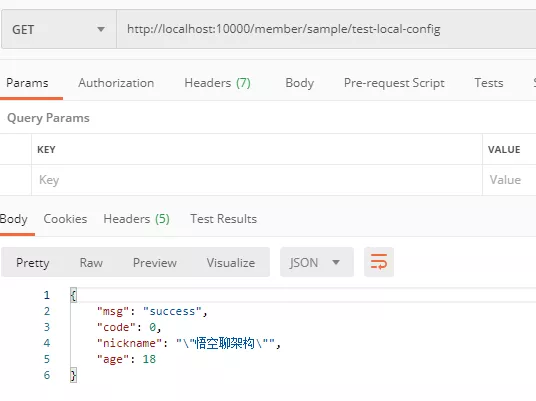 GET http://localhost:10000/member/sample/test-local-config
Params Authorization Headers (7) Body Pre-request Script Tests S
Query Params
KEY VALUE
Key Value
Body Cookies Headers (5) Test Results
Pretty Raw Preview Visualize JSON
1 {
2 "msg": "success",
3 "code": 0,
4 "nickname": "\"悟空聊架构\"",
5 "age": 18
6 }